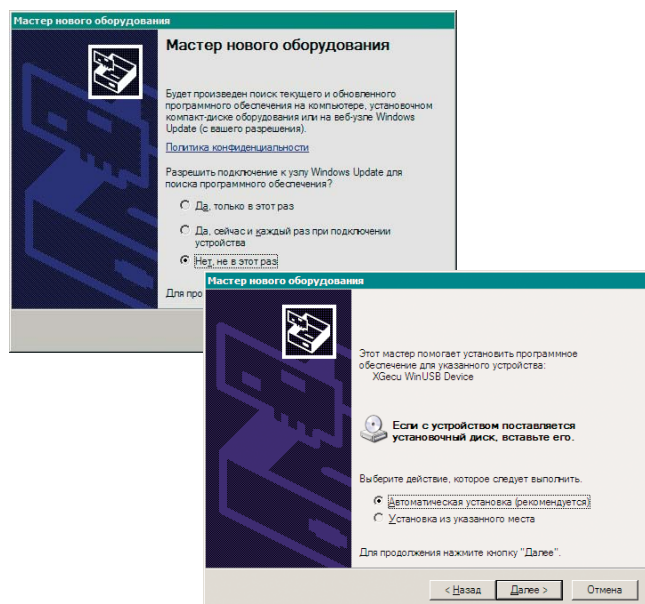 Мастер нового оборудования
Мастер нового оборудования
Будет произведен поиск текущего и обновленного
программного обеспечения на компьютере, установочном
компакт-диске оборудования или на веб-узле Windows
Update (с вашего разрешения).
Политика конфиденциальности
Разрешить подключение к узлу Windows Update для
поиска программного обеспечения?
Да, только в этот раз
Да, сейчас и каждый раз при подключении
устройства
Нет, не в этот раз
Для про
Мастер нового оборудования
Этот мастер помогает установить программное
обеспечение для указанного устройства:
XGecu WinUSB Device
Если с устройством поставляется
установочный диск, вставьте его.
Выберите действие, которое следует выполнить.
Автоматическая установка (рекомендуется)
Установка из указанного места
Для продолжения нажмите кнопку "Далее".
< Назад Далее > Отмена